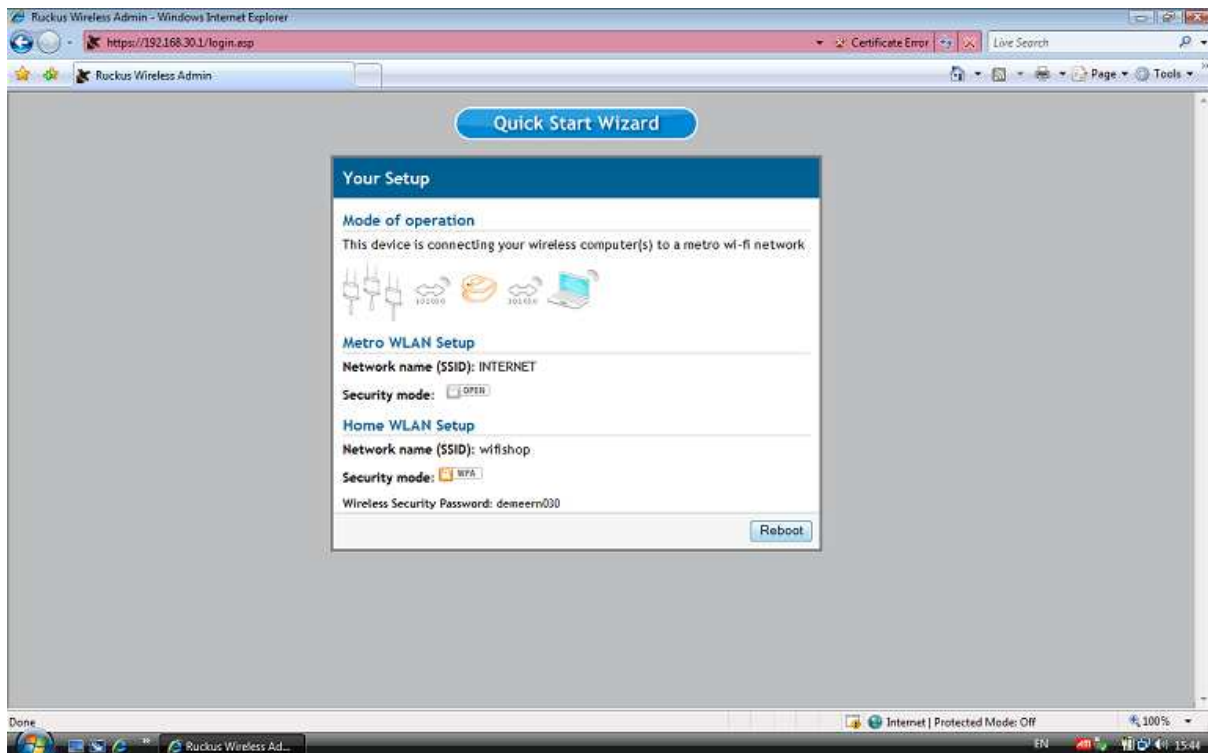 Ruckus Wireless Admin - Windows Internet Explorer
https://192.168.30.1/login.asp
Certificate Error
Live Search
Ruckus Wireless Admin
Page
Tools
Quick Start Wizard
Your Setup
Mode of operation
This device is connecting your wireless computer(s) to a metro wi-fi network
101010
101010
Metro WLAN Setup
Network name (SSID): INTERNET
Security mode: OPEN
Home WLAN Setup
Network name (SSID): wifishop
Security mode: WPA
Wireless Security Password: demeern030
Reboot
Done
Internet | Protected Mode: Off
100%
Ruckus Wireless Ad...
EN
ATI
15:44